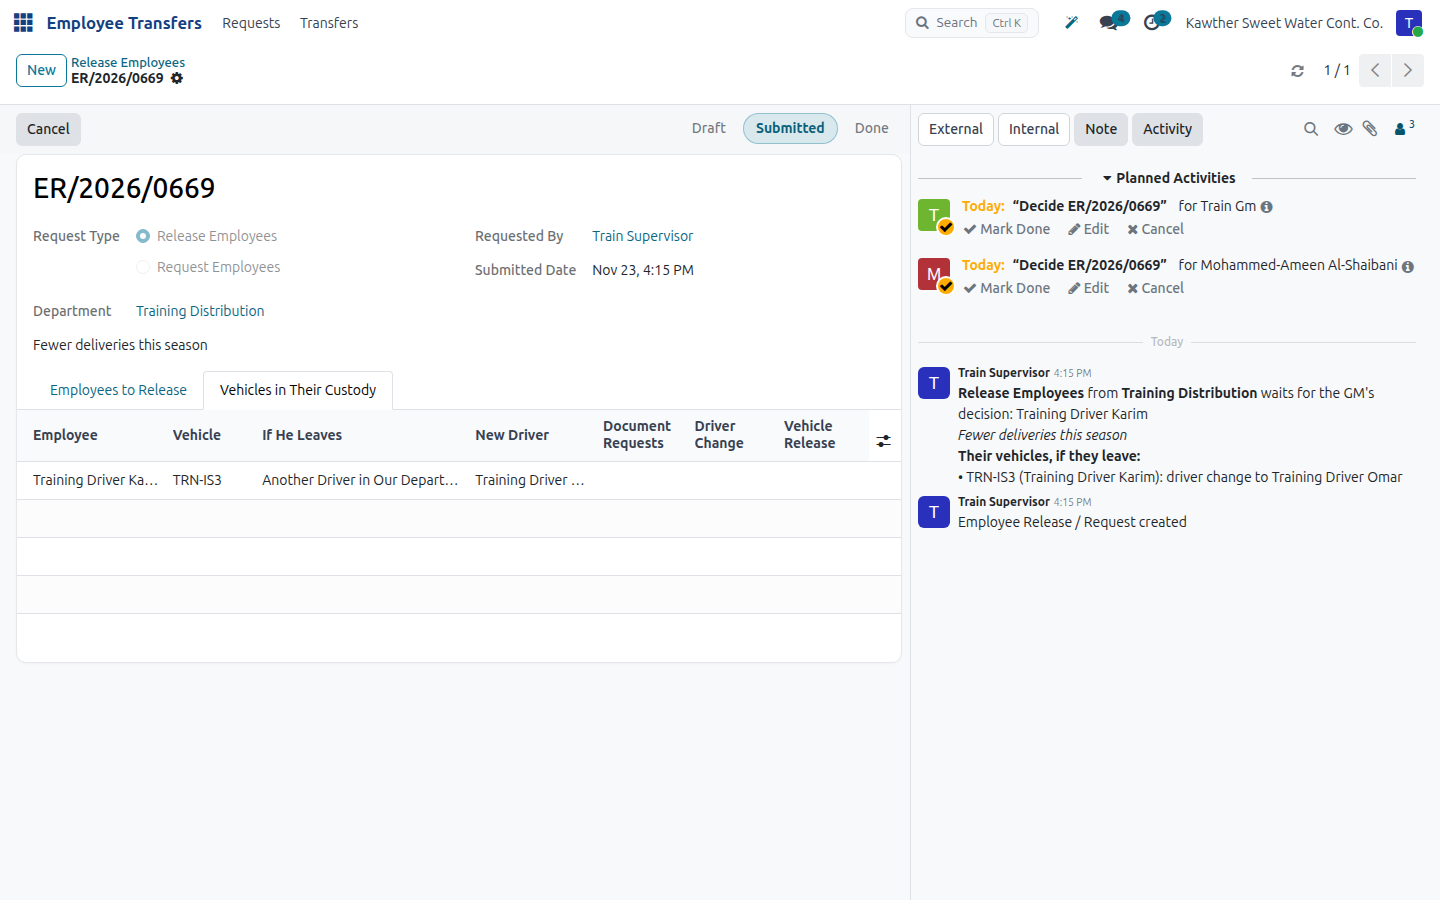 Employee Transfers
Requests
Transfers
Search
Ctrl K
4
2
Kawther Sweet Water Cont. Co.
T
New
Release Employees
ER/2026/0669
1 / 1
Cancel
Draft
Submitted
Done
External
Internal
Note
Activity
3
ER/2026/0669
Request Type
Release Employees
Request Employees
Requested By
Train Supervisor
Submitted Date
Nov 23, 4:15 PM
Department
Training Distribution
Fewer deliveries this season
Employees to Release
Vehicles in Their Custody
Employee
Vehicle
If He Leaves
New Driver
Document Requests
Driver Change
Vehicle Release
Training Driver Ka...
TRN-IS3
Another Driver in Our Depart...
Training Driver ...
Planned Activities
T
Today: “Decide ER/2026/0669” for Train Gm
Mark Done
Edit
Cancel
M
Today: “Decide ER/2026/0669” for Mohammed-Ameen Al-Shaibani
Mark Done
Edit
Cancel
Today
T
Train Supervisor 4:15 PM
Release Employees from Training Distribution waits for the GM's
decision: Training Driver Karim
Fewer deliveries this season
Their vehicles, if they leave:
• TRN-IS3 (Training Driver Karim): driver change to Training Driver Omar
T
Train Supervisor 4:15 PM
Employee Release / Request created